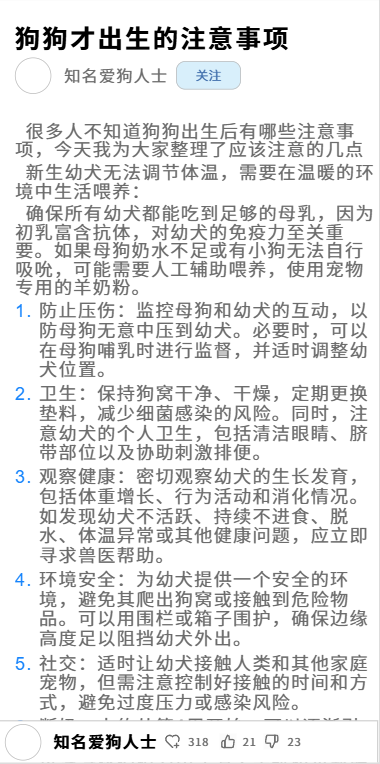 狗狗才出生的注意事项
知名爱狗人士
关注
很多人不知道狗狗出生后有哪些注意事
项，今天我为大家整理了应该注意的几点
新生幼犬无法调节体温，需要在温暖的环
境中生活喂养：
确保所有幼犬都能吃到足够的母乳，因为
初乳富含抗体，对幼犬的免疫力至关重
要。如果母狗奶水不足或有小狗无法自行
吸吮，可能需要人工辅助喂养，使用宠物
专用的羊奶粉。
1. 防止压伤：监控母狗和幼犬的互动，以
防母狗无意中压到幼犬。必要时，可以
在母狗哺乳时进行监督，并适时调整幼
犬位置。
2. 卫生：保持狗窝干净、干燥，定期更换
垫料，减少细菌感染的风险。同时，注
意幼犬的个人卫生，包括清洁眼睛、脐
带部位以及协助刺激排便。
3. 观察健康：密切观察幼犬的生长发育，
包括体重增长、行为活动和消化情况。
如发现幼犬不活跃、持续不进食、脱
水、体温异常或其他健康问题，应立即
寻求兽医帮助。
4. 环境安全：为幼犬提供一个安全的环
境，避免其爬出狗窝或接触到危险物
品。可以用围栏或箱子围护，确保边缘
高度足以阻挡幼犬外出。
5. 社交：适时让幼犬接触人类和其他家庭
宠物，但需注意控制好接触的时间和方
式，避免过度压力或感染风险。
知名爱狗人士
318
21
23